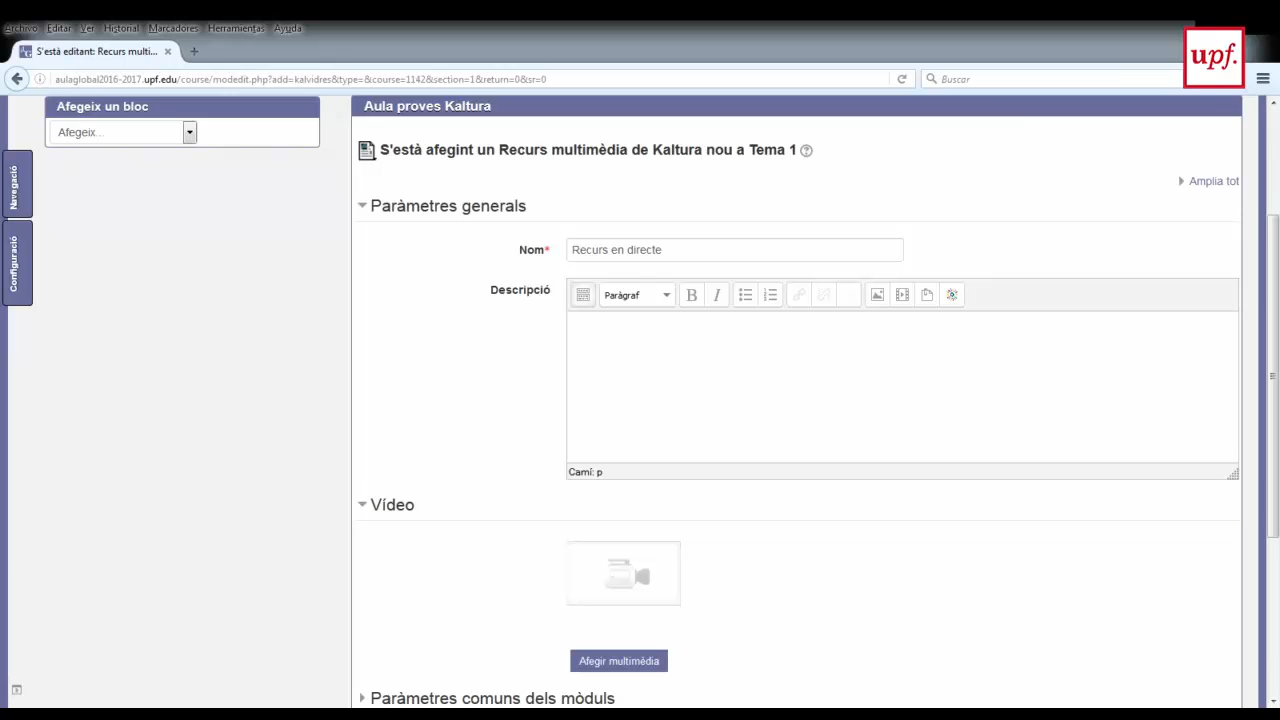 Archivo Editar Ver Historial Marcadores Herramientas Ayuda
S'està editant: Recurs multi...
aulaglobal2016-2017.upf.edu/course/modedit.php?add=kalvidres&type=&course=1142&section=1&return=0&sr=0
Buscar
upf.
Afegeix un bloc
Afegeix...
Navegació
Configuració
Aula proves Kaltura
S'està afegint un Recurs multimèdia de Kaltura nou a Tema 1
Amplia tot
Paràmetres generals
Nom*
Recurs en directe
Descripció
Paràgraf
B I
Camí: p
Vídeo
Afegir multimèdia
Paràmetres comuns dels mòduls